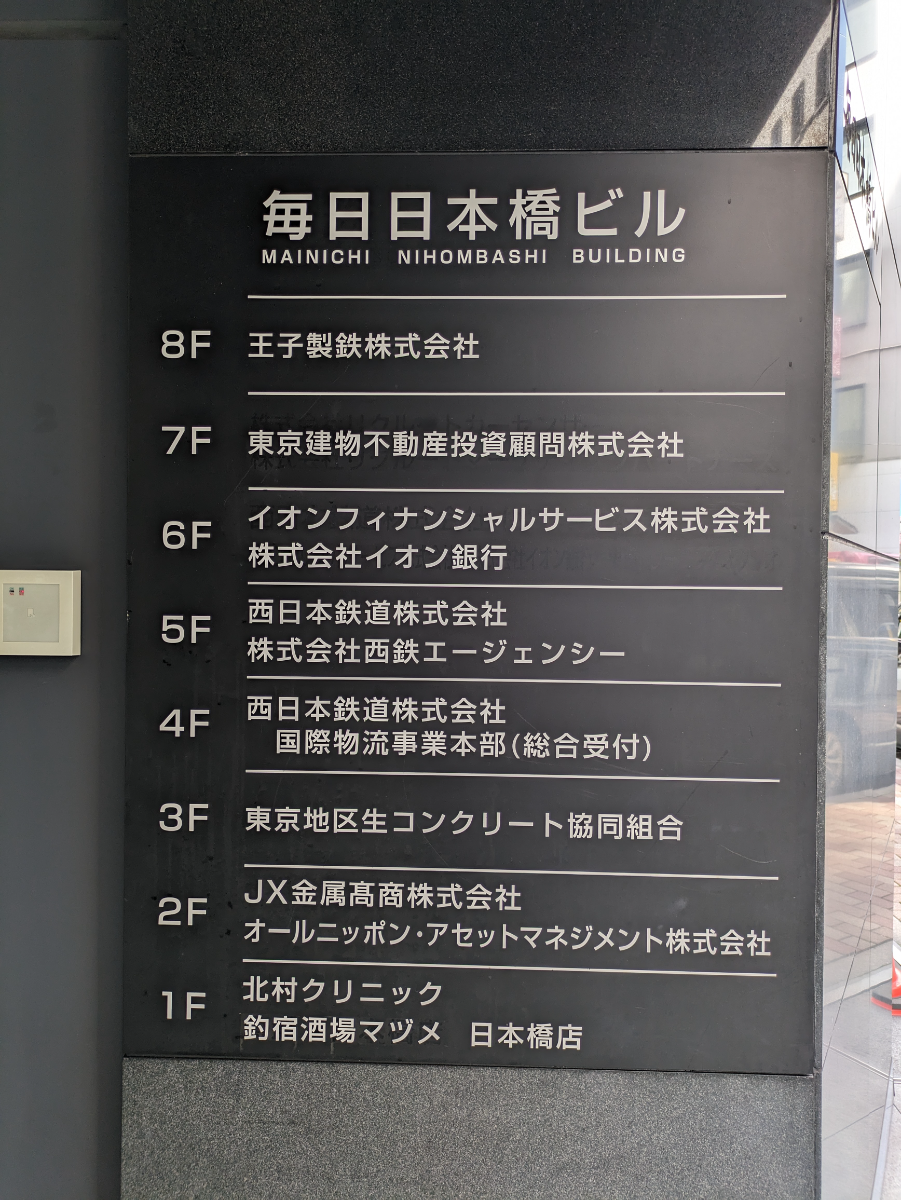 毎日日本橋ビル
MAINICHI NIHOMBASHI BUILDING
8F 王子製鉄株式会社
7F 東京建物不動産投資顧問株式会社
6F イオンフィナンシャルサービス株式会社
株式会社イオン銀行
5F 西日本鉄道株式会社
株式会社西鉄エージェンシー
4F 西日本鉄道株式会社
国際物流事業本部(総合受付)
3F 東京地区生コンクリート協同組合
2F JX金属髙商株式会社
オールニッポン・アセットマネジメント株式会社
1F 北村クリニック
釣宿酒場マヅメ 日本橋店